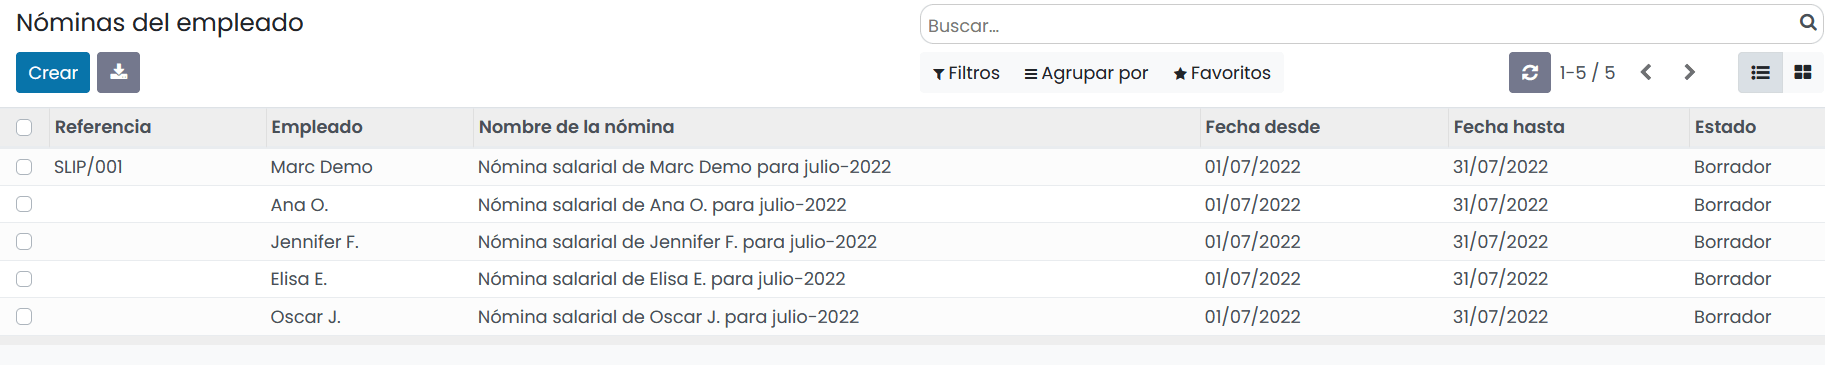 Nóminas del empleado
Buscar...
Crear
Filtros Agrupar por Favoritos 1-5 / 5
Referencia Empleado Nombre de la nómina Fecha desde Fecha hasta Estado
SLIP/001 Marc Demo Nómina salarial de Marc Demo para julio-2022 01/07/2022 31/07/2022 Borrador
Ana O. Nómina salarial de Ana O. para julio-2022 01/07/2022 31/07/2022 Borrador
Jennifer F. Nómina salarial de Jennifer F. para julio-2022 01/07/2022 31/07/2022 Borrador
Elisa E. Nómina salarial de Elisa E. para julio-2022 01/07/2022 31/07/2022 Borrador
Oscar J. Nómina salarial de Oscar J. para julio-2022 01/07/2022 31/07/2022 Borrador